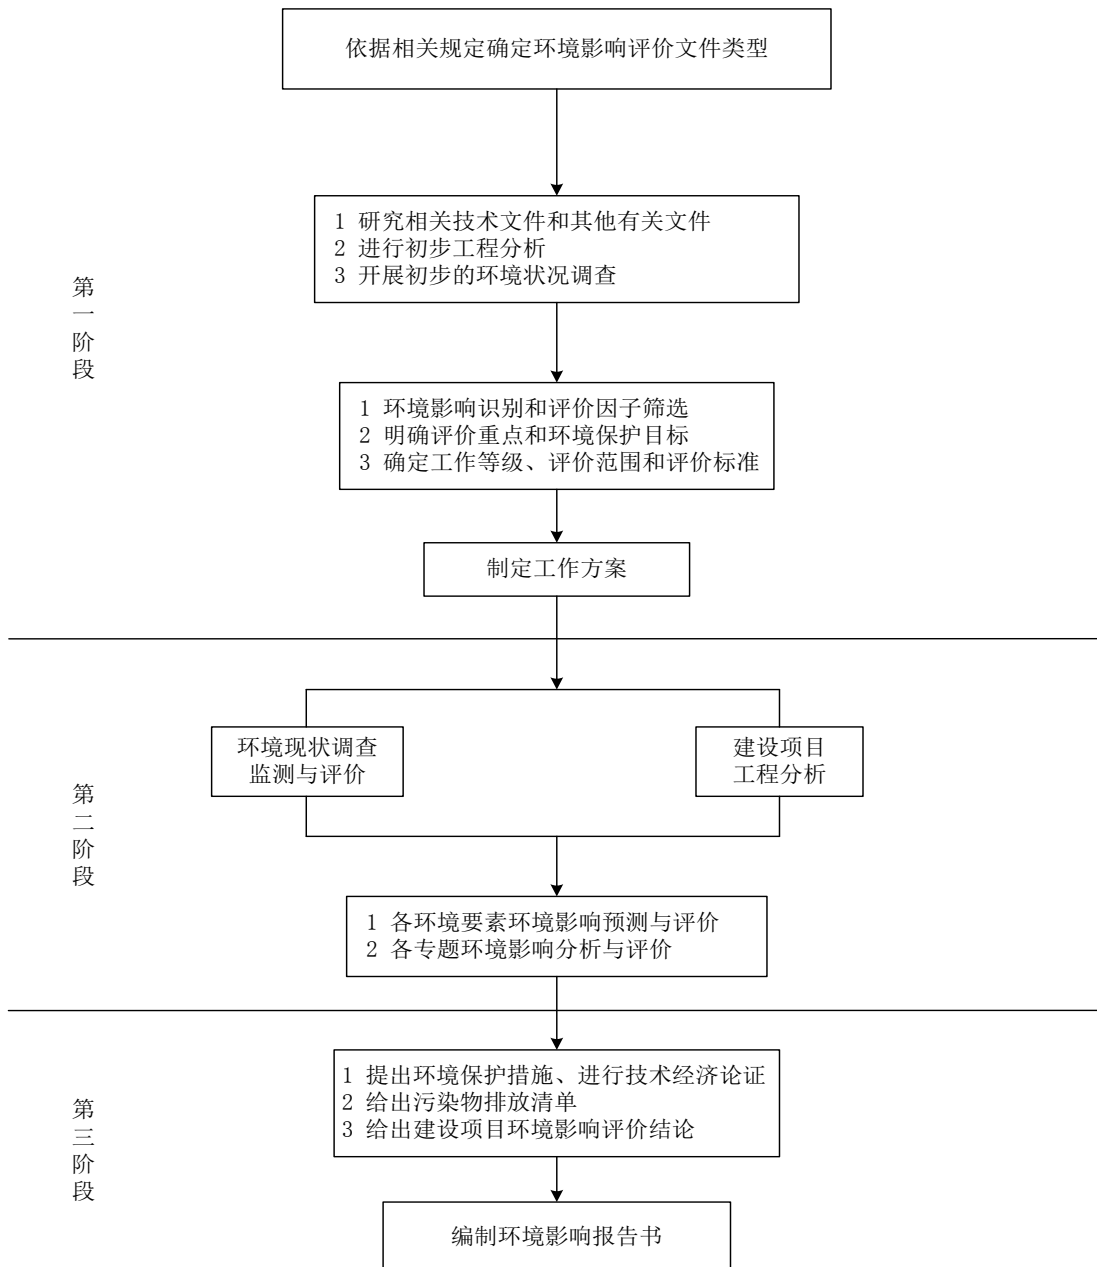 依据相关规定确定环境影响评价文件类型
1 研究相关技术文件和其他有关文件
2 进行初步工程分析
3 开展初步的环境状况调查
第一阶段
1 环境影响识别和评价因子筛选
2 明确评价重点和环境保护目标
3 确定工作等级、评价范围和评价标准
制定工作方案
环境现状调查
监测与评价
建设项目
工程分析
第二阶段
1 各环境要素环境影响预测与评价
2 各专题环境影响分析与评价
1 提出环境保护措施、进行技术经济论证
2 给出污染物排放清单
3 给出建设项目环境影响评价结论
第三阶段
编制环境影响报告书